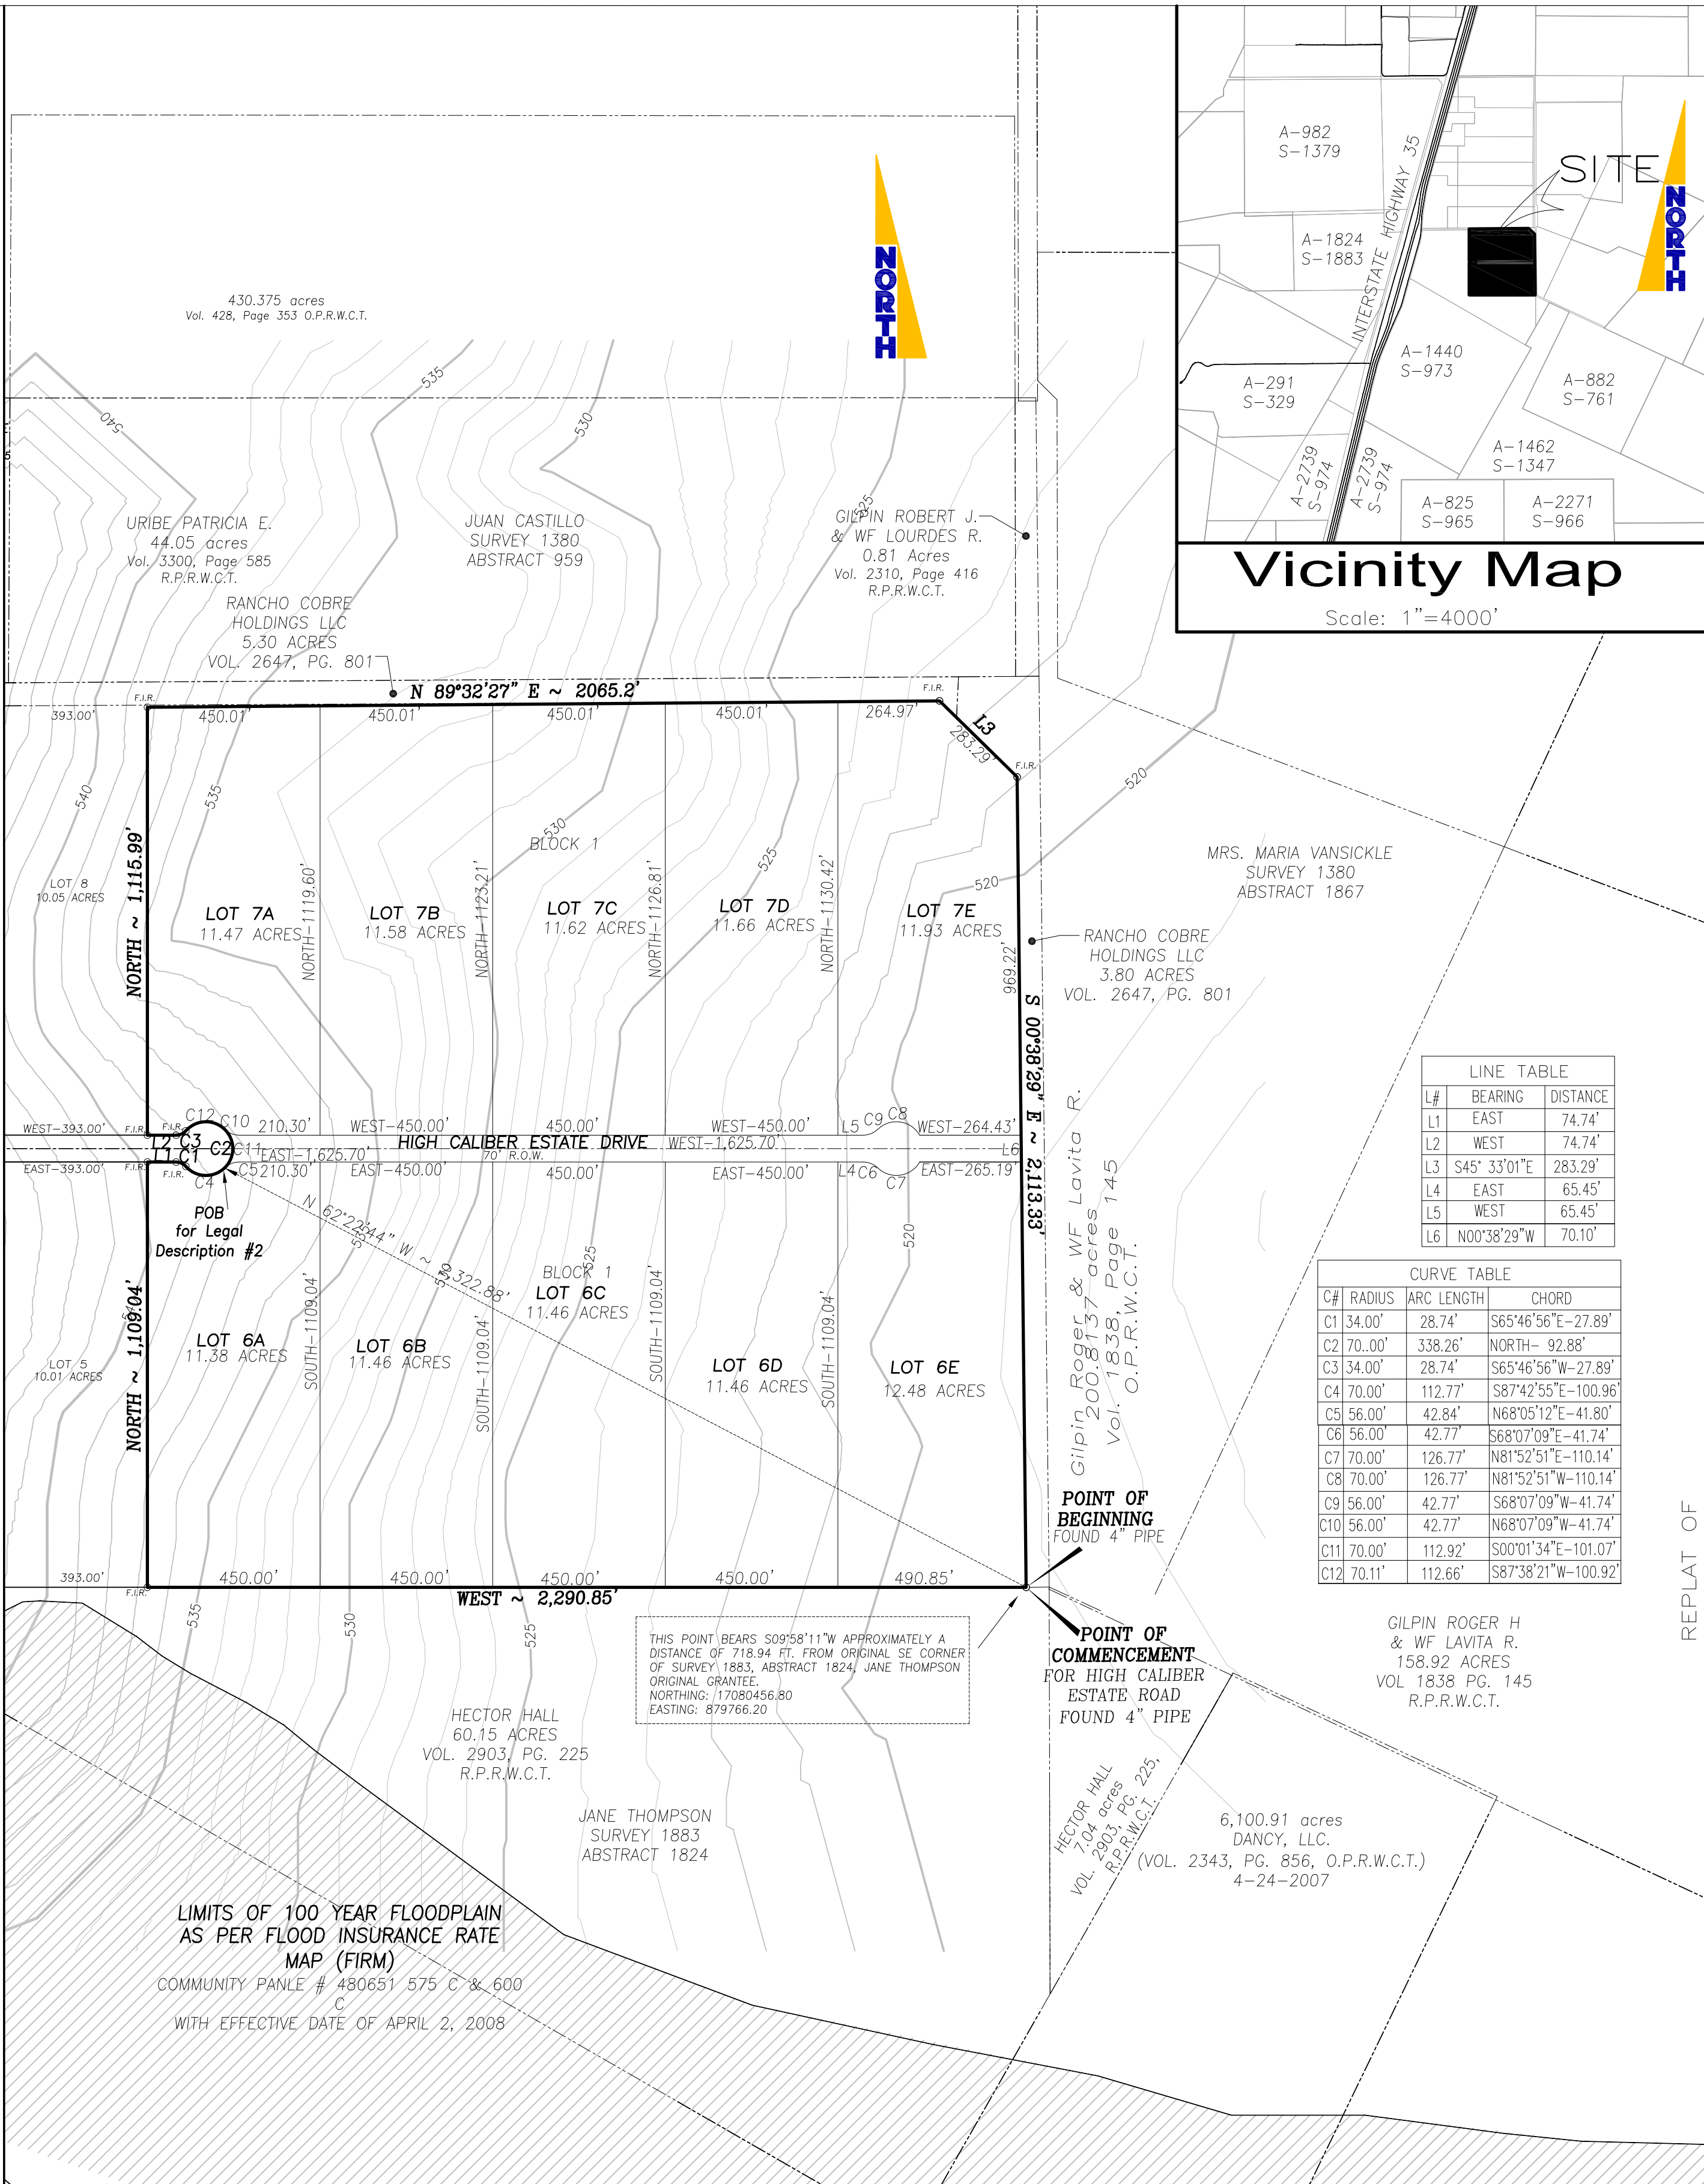 A-982
S-1379
A-1824
S-1883
INTERSTATE HIGHWAY 35
SITE
NORTH
A-1440
S-973
A-291
S-329
A-882
S-761
A-1462
S-1347
A-2739
S-974
A-2739
S-974
A-825
S-965
A-2271
S-966
Vicinity Map
Scale: 1"=4000'
NORTH
430.375 acres
Vol. 428, Page 353 O.P.R.W.C.T.
535
540
530
525
URIBE PATRICIA E.
44.05 acres
Vol. 3300, Page 585
R.P.R.W.C.T.
JUAN CASTILLO
SURVEY 1380
ABSTRACT 959
GILPIN ROBERT J.
& WF LOURDES R.
0.81 Acres
Vol. 2310, Page 416
R.P.R.W.C.T.
RANCHO COBRE
HOLDINGS LLC
5.30 ACRES
VOL. 2647, PG. 801
N 89°32'27" E ~ 2065.2'
F.I.R.
F.I.R.
393.00'
450.01'
450.01'
450.01'
450.01'
264.97'
L3
283.29'
F.I.R.
520
540
535
530
BLOCK 1
525
520
MRS. MARIA VANSICKLE
SURVEY 1380
ABSTRACT 1867
NORTH ~ 1,115.99'
LOT 8
10.05 ACRES
LOT 7A
11.47 ACRES
NORTH-1119.60'
LOT 7B
11.58 ACRES
NORTH-1123.21'
LOT 7C
11.62 ACRES
NORTH-1126.81'
LOT 7D
11.66 ACRES
NORTH-1130.42'
LOT 7E
11.93 ACRES
969.22'
RANCHO COBRE
HOLDINGS LLC
3.80 ACRES
VOL. 2647, PG. 801
S 00°38'29" E ~ 2,113.33'
Gilpin Roger & WF Lavita R.
200.8137 acres
Vol. 1838, Page 145
O.P.R.W.C.T.
LINE TABLE
L# BEARING DISTANCE
L1 EAST 74.74'
L2 WEST 74.74'
L3 S45° 33'01"E 283.29'
L4 EAST 65.45'
L5 WEST 65.45'
L6 N00°38'29"W 70.10'
CURVE TABLE
C# RADIUS ARC LENGTH CHORD
C1 34.00' 28.74' S65°46'56"E-27.89'
C2 70.00' 338.26' NORTH- 92.88'
C3 34.00' 28.74' S65°46'56"W-27.89'
C4 70.00' 112.77' S87°42'55"E-100.96'
C5 56.00' 42.84' N68°05'12"E-41.80'
C6 56.00' 42.77' S68°07'09"E-41.74'
C7 70.00' 126.77' N81°52'51"E-110.14'
C8 70.00' 126.77' N81°52'51"W-110.14'
C9 56.00' 42.77' S68°07'09"W-41.74'
C10 56.00' 42.77' N68°07'09"W-41.74'
C11 70.00' 112.92' S00°01'34"E-101.07'
C12 70.11' 112.66' S87°38'21"W-100.92'
WEST-393.00'
F.I.R.
F.I.R.
C12
C10
210.30'
WEST-450.00'
450.00'
WEST-450.00'
L5
C9
C8
WEST-264.43'
L2
C3
C2
C11
EAST-1,625.70'
HIGH CALIBER ESTATE DRIVE
70' R.O.W.
WEST-1,625.70'
L6
EAST-393.00'
F.I.R.
L1
C1
F.I.R.
C4
C5
210.30'
EAST-450.00'
450.00'
EAST-450.00'
L4
C6
C7
EAST-265.19'
POB
for Legal
Description #2
N 62°22'44" W ~ 2,322.88'
535
530
525
520
NORTH ~ 1,109.04'
LOT 5
10.01 ACRES
LOT 6A
11.38 ACRES
SOUTH-1109.04'
LOT 6B
11.46 ACRES
SOUTH-1109.04'
BLOCK 1
LOT 6C
11.46 ACRES
SOUTH-1109.04'
LOT 6D
11.46 ACRES
SOUTH-1109.04'
LOT 6E
12.48 ACRES
POINT OF
BEGINNING
FOUND 4" PIPE
393.00'
F.I.R.
450.00'
450.00'
450.00'
450.00'
490.85'
WEST ~ 2,290.85'
535
530
525
THIS POINT BEARS S09°58'11"W APPROXIMATELY A
DISTANCE OF 718.94 FT. FROM ORIGINAL SE CORNER
OF SURVEY 1883, ABSTRACT 1824, JANE THOMPSON
ORIGINAL GRANTEE.
NORTHING: 17080456.80
EASTING: 879766.20
POINT OF
COMMENCEMENT
FOR HIGH CALIBER
ESTATE ROAD
FOUND 4" PIPE
GILPIN ROGER H
& WF LAVITA R.
158.92 ACRES
VOL 1838 PG. 145
R.P.R.W.C.T.
REPLAT OF
HECTOR HALL
60.15 ACRES
VOL. 2903, PG. 225
R.P.R.W.C.T.
JANE THOMPSON
SURVEY 1883
ABSTRACT 1824
HECTOR HALL
7.04 acres
VOL. 2903, PG. 225,
R.P.R.W.C.T.
6,100.91 acres
DANCY, LLC.
(VOL. 2343, PG. 856, O.P.R.W.C.T.)
4-24-2007
LIMITS OF 100 YEAR FLOODPLAIN
AS PER FLOOD INSURANCE RATE
MAP (FIRM)
COMMUNITY PANLE # 480651 575 C & 600
C
WITH EFFECTIVE DATE OF APRIL 2, 2008